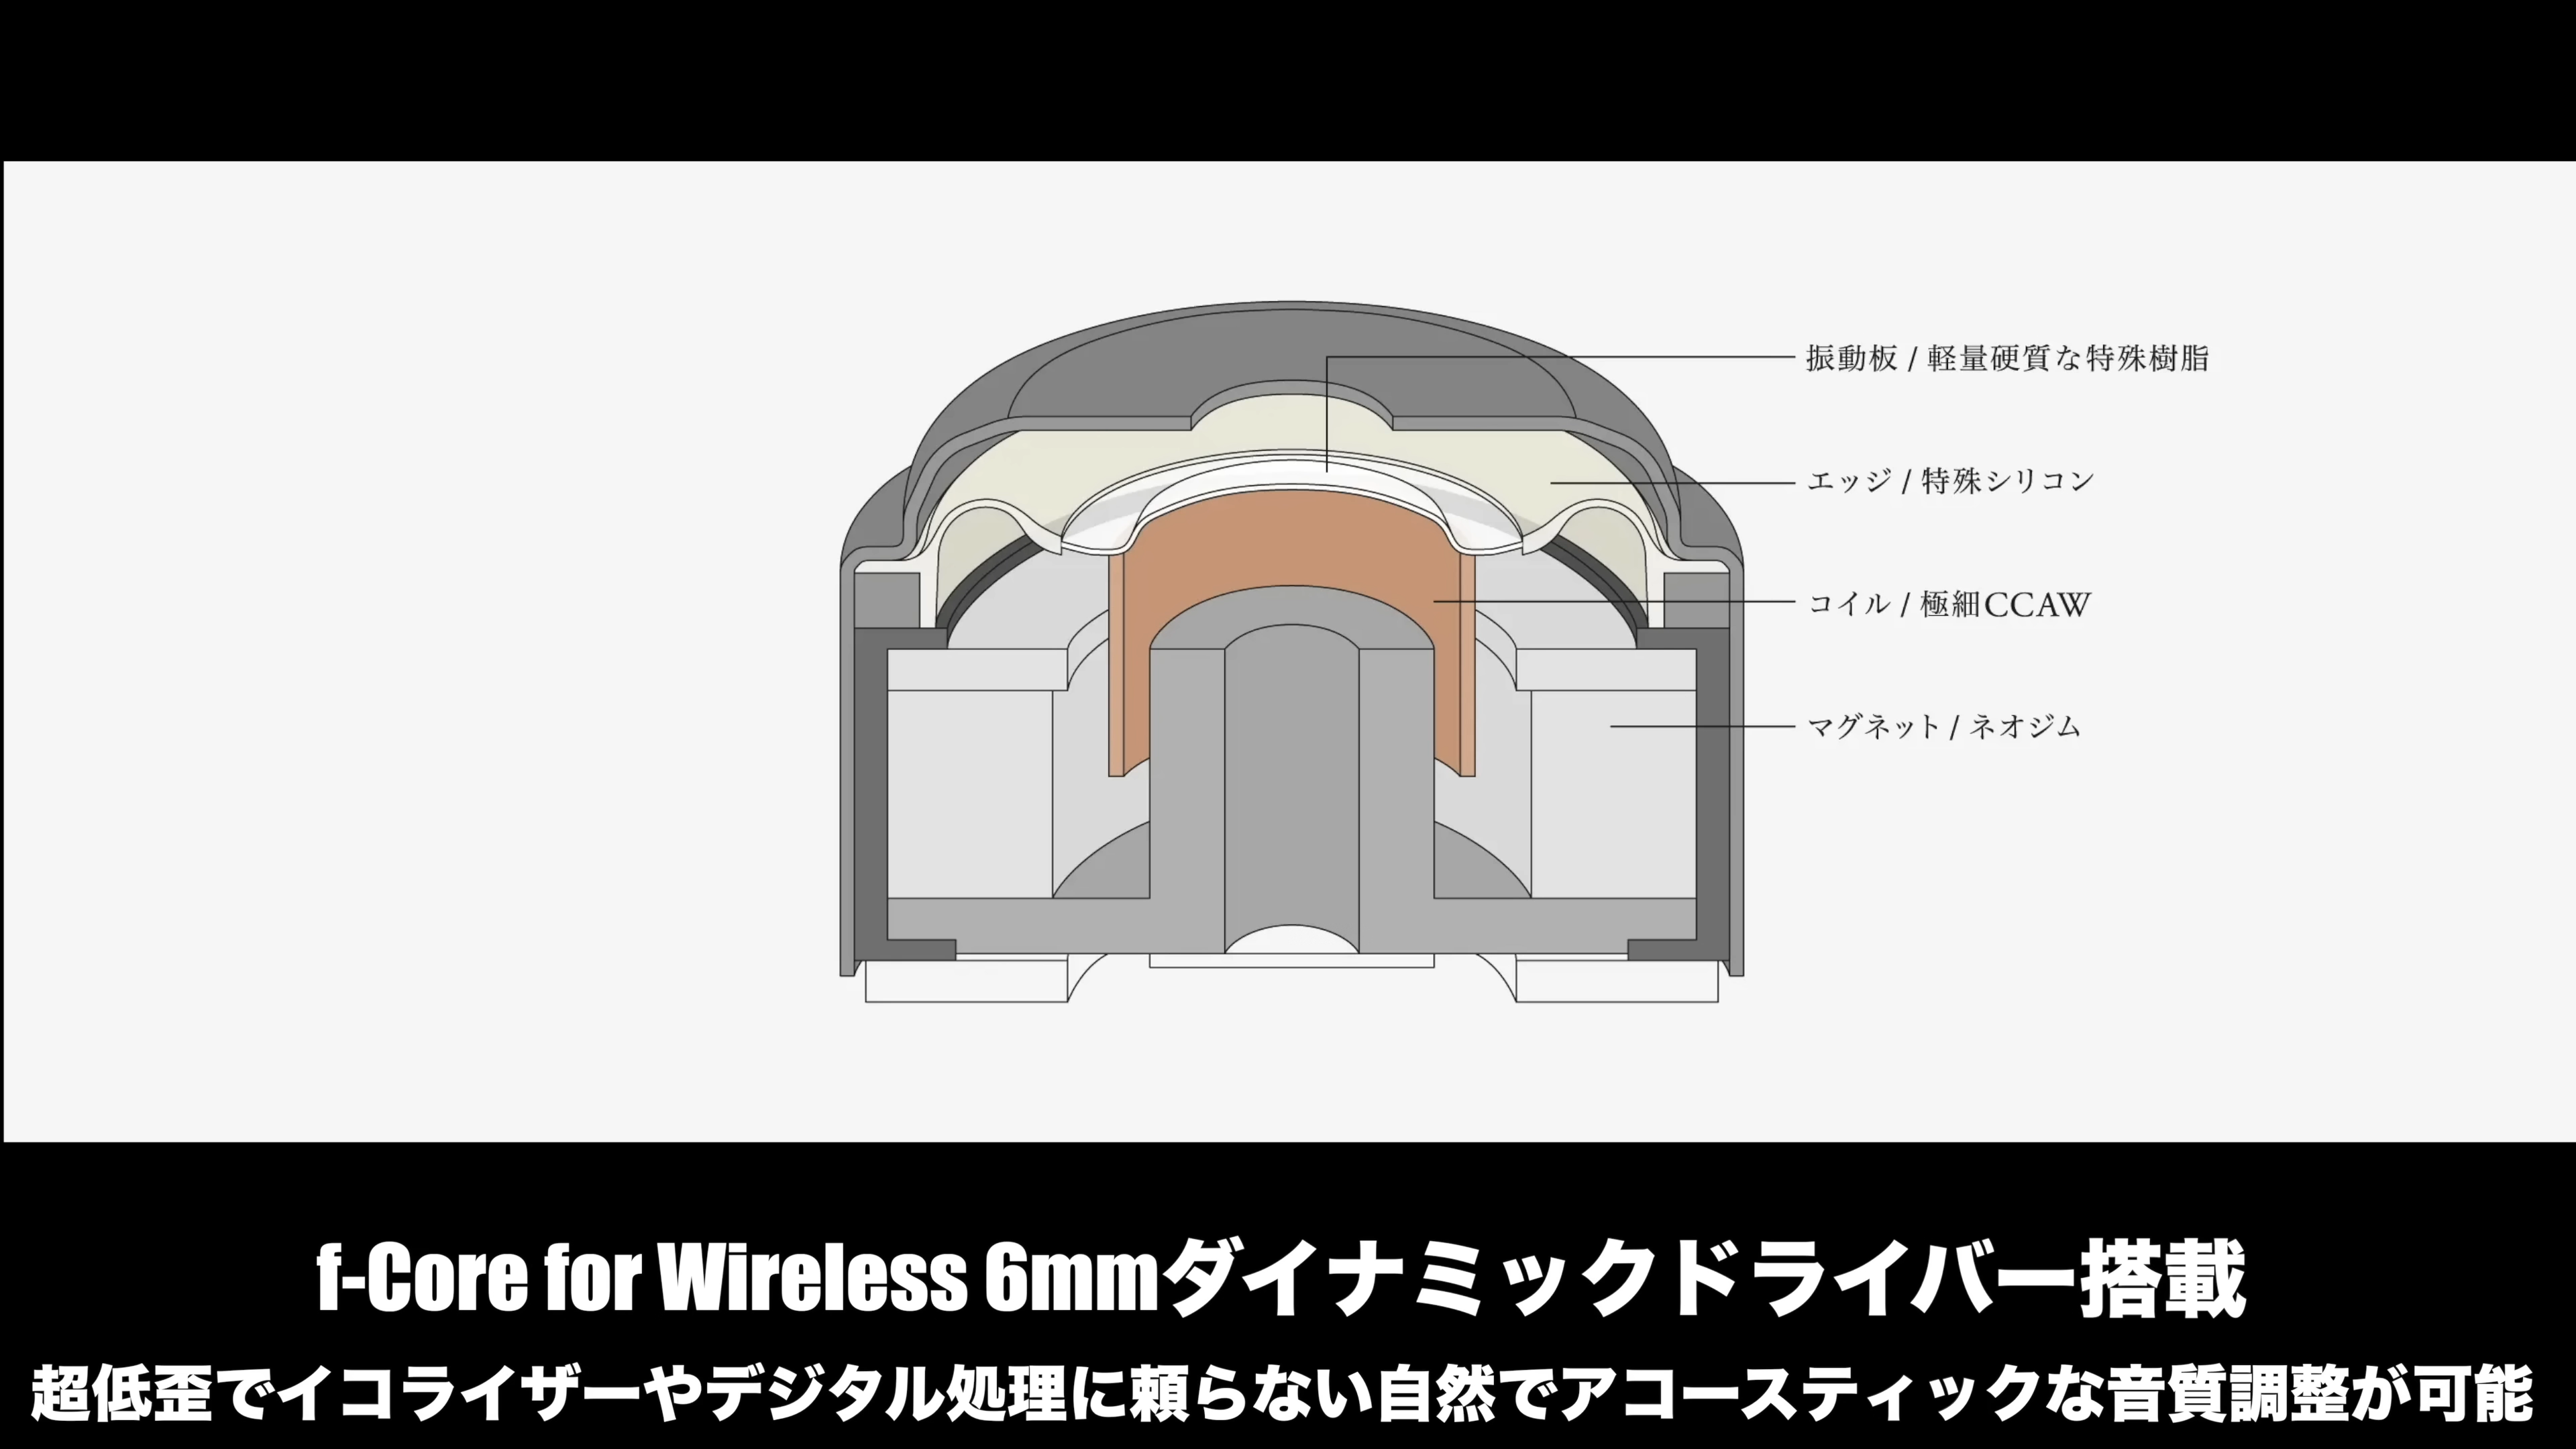 振動板 / 軽量硬質な特殊樹脂
エッジ / 特殊シリコン
コイル / 極細CCAW
マグネット / ネオジム
f-Core for Wireless 6mmダイナミックドライバー搭載
超低歪でイコライザーやデジタル処理に頼らない自然でアコースティックな音質調整が可能